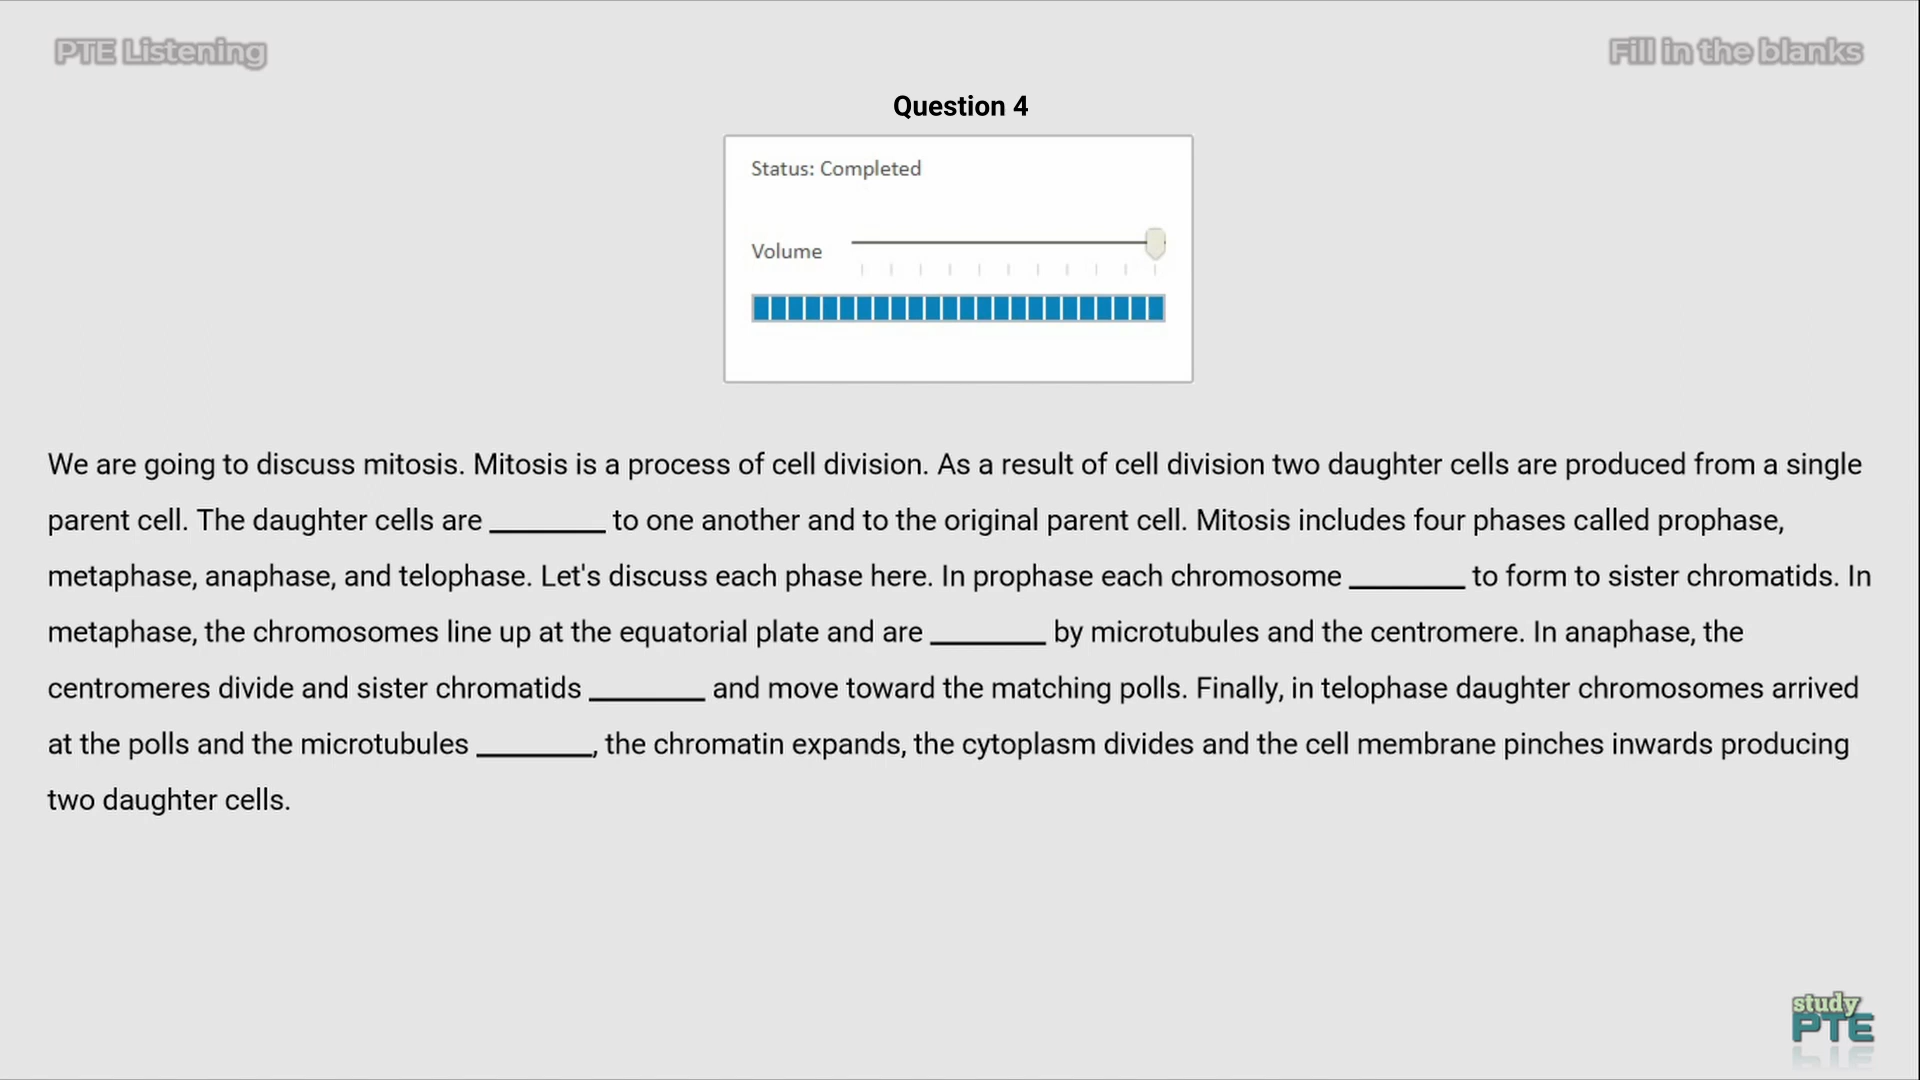 PTE Listening
Fill in the blanks
Question 4
Status: Completed
Volume
We are going to discuss mitosis. Mitosis is a process of cell division. As a result of cell division two daughter cells are produced from a single
parent cell. The daughter cells are ________ to one another and to the original parent cell. Mitosis includes four phases called prophase,
metaphase, anaphase, and telophase. Let's discuss each phase here. In prophase each chromosome ________ to form to sister chromatids. In
metaphase, the chromosomes line up at the equatorial plate and are ________ by microtubules and the centromere. In anaphase, the
centromeres divide and sister chromatids ________ and move toward the matching polls. Finally, in telophase daughter chromosomes arrived
at the polls and the microtubules ________, the chromatin expands, the cytoplasm divides and the cell membrane pinches inwards producing
two daughter cells.
study
PTE